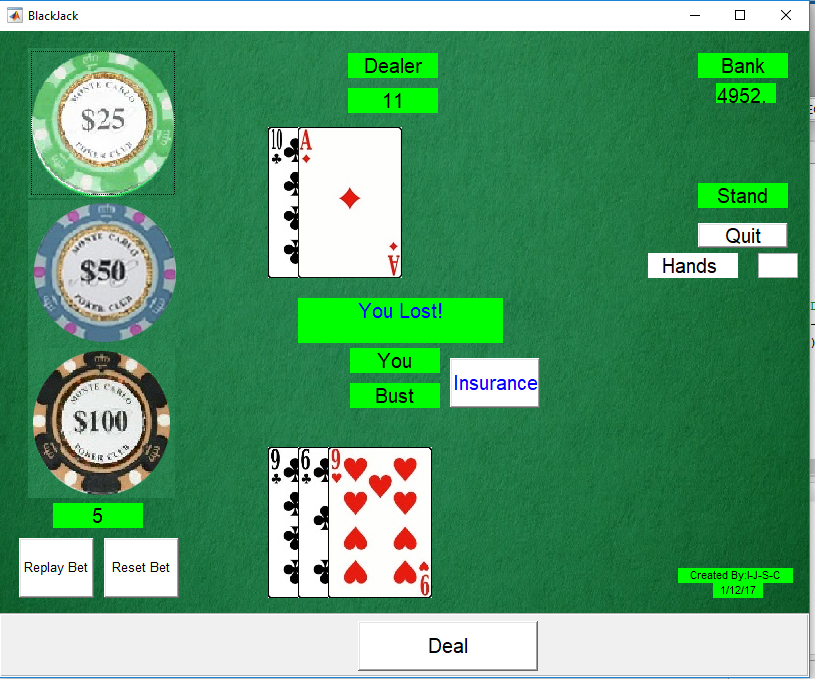 BlackJack
MONTE CARLO
$25
POKER CLUB
MONTE CARLO
$50
POKER CLUB
MONTE CARLO
$100
POKER CLUB
5
Replay Bet
Reset Bet
Dealer
11
10
A
A
You Lost!
You
Bust
Insurance
9
6
9
9
Bank
4952.
Stand
Quit
Hands
Created By:I-J-S-C
1/12/17
Deal